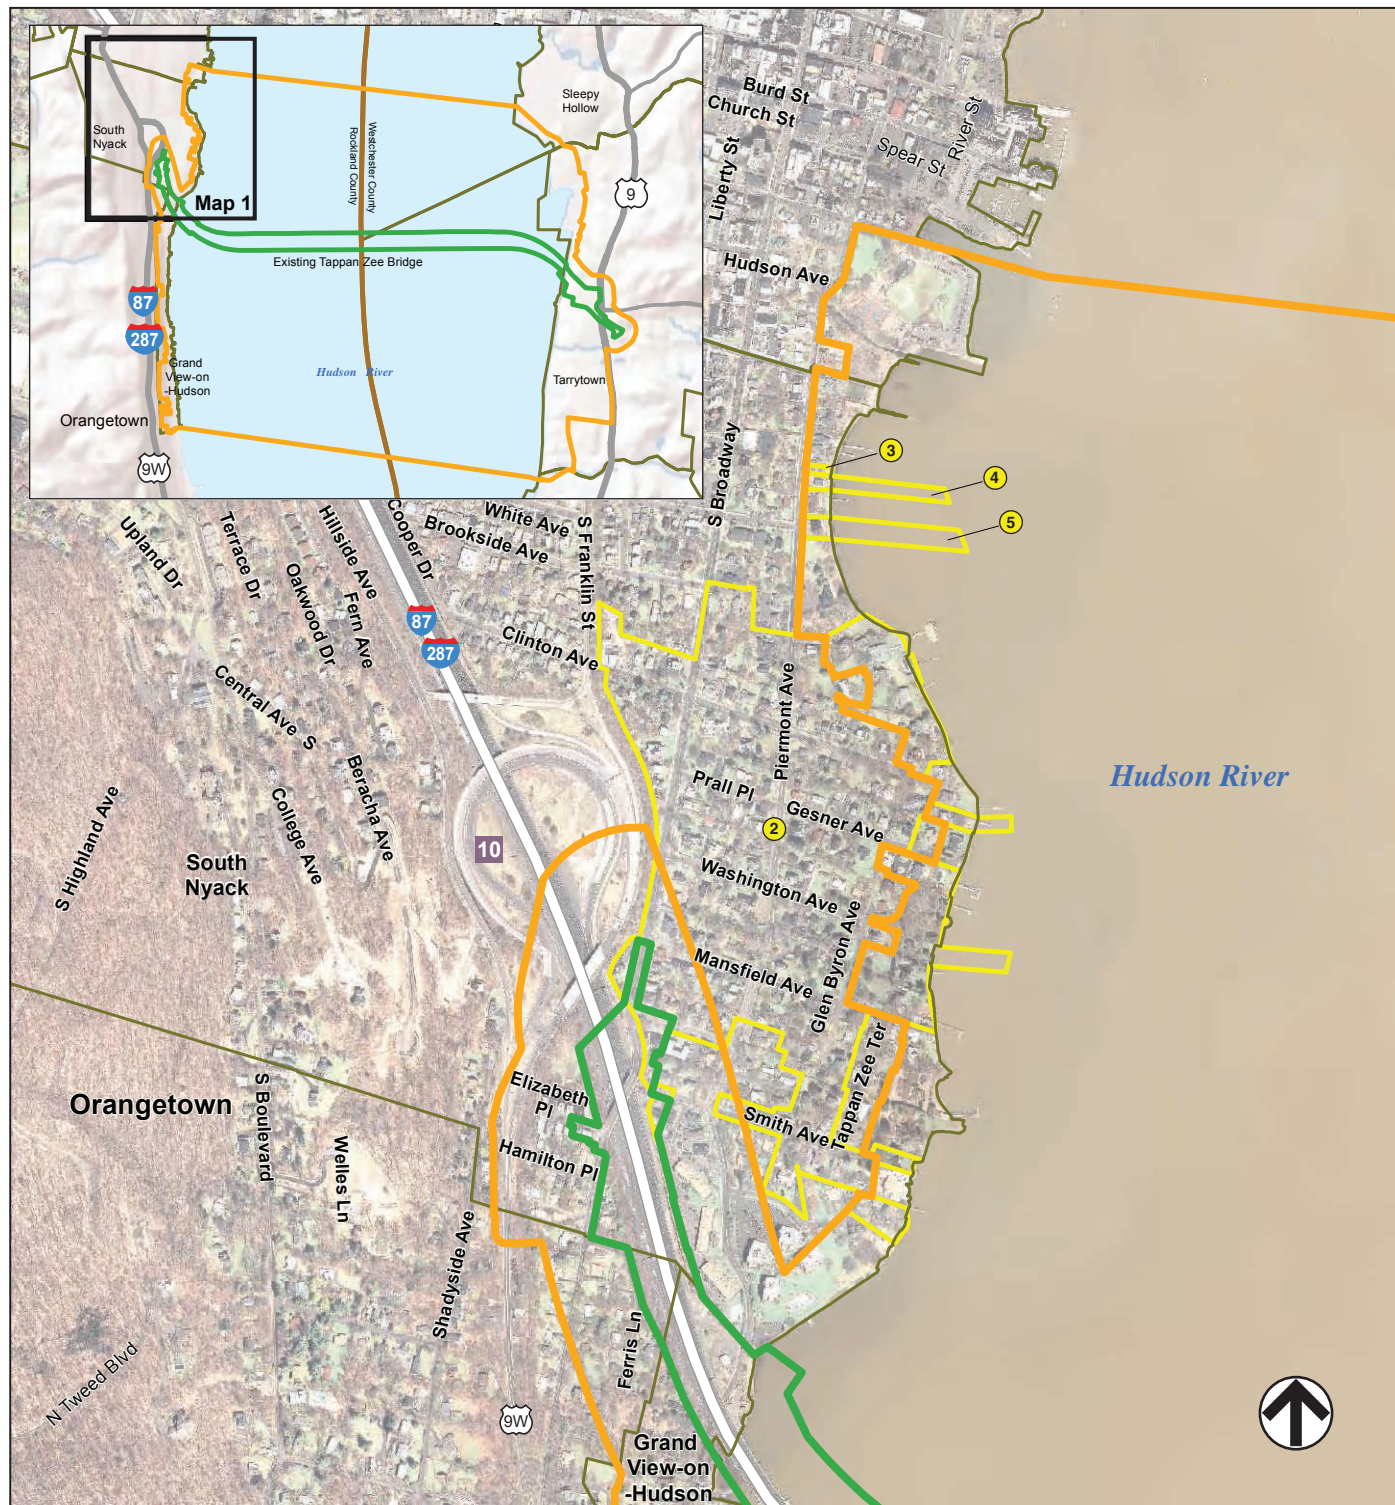 Sleepy
Hollow
South
Nyack
Westchester County
Rockland County
9
Map 1
Existing Tappan Zee Bridge
87
287
Grand
View-on
-Hudson
Hudson River
Tarrytown
Orangetown
9W
Burd St
Church St
River St
Spear St
Liberty St
Hudson Ave
S Broadway
3
4
5
White Ave
Brookside Ave
S Franklin St
Cooper Dr
Hillside Ave
Terrace Dr
Upland Dr
Oakwood Dr
Fern Ave
87
287
Clinton Ave
Central Ave S
Piermont Ave
Hudson River
Prall Pl
Gesner Ave
2
Beracha Ave
College Ave
S Highland Ave
10
South
Nyack
Washington Ave
Glen Byron Ave
Mansfield Ave
Tappan Zee Ter
Orangetown
S Boulevard
Elizabeth
Pl
Smith Ave
Hamilton Pl
Welles Ln
Shadyside Ave
Ferris Ln
N Tweed Blvd
9W
Grand
View-on
-Hudson